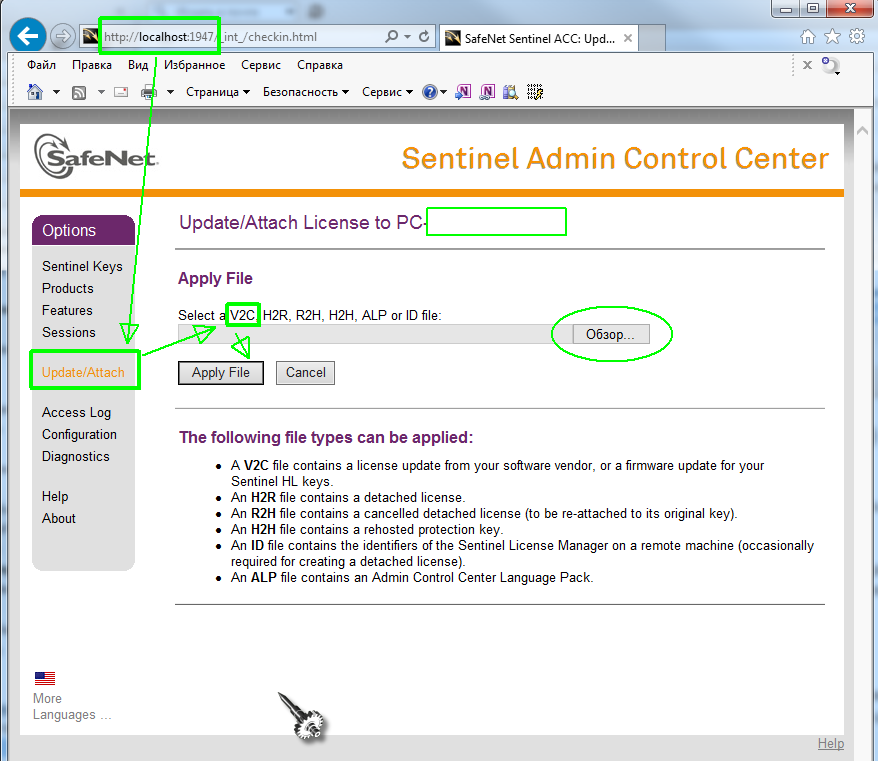 http://localhost:1947/_int_/checkin.html
SafeNet Sentinel ACC: Upd...
Файл Правка Вид Избранное Сервис Справка
Страница Безопасность Сервис
SafeNet.
Sentinel Admin Control Center
Options
Sentinel Keys
Products
Features
Sessions
Update/Attach
Access Log
Configuration
Diagnostics
Help
About
Update/Attach License to PC-
Apply File
Select a V2C, H2R, R2H, H2H, ALP or ID file:
Обзор...
Apply File Cancel
The following file types can be applied:
• A V2C file contains a license update from your software vendor, or a firmware update for your
Sentinel HL keys.
• An H2R file contains a detached license.
• An R2H file contains a cancelled detached license (to be re-attached to its original key).
• An H2H file contains a rehosted protection key.
• An ID file contains the identifiers of the Sentinel License Manager on a remote machine (occasionally
required for creating a detached license).
• An ALP file contains an Admin Control Center Language Pack.
More
Languages ...
Help